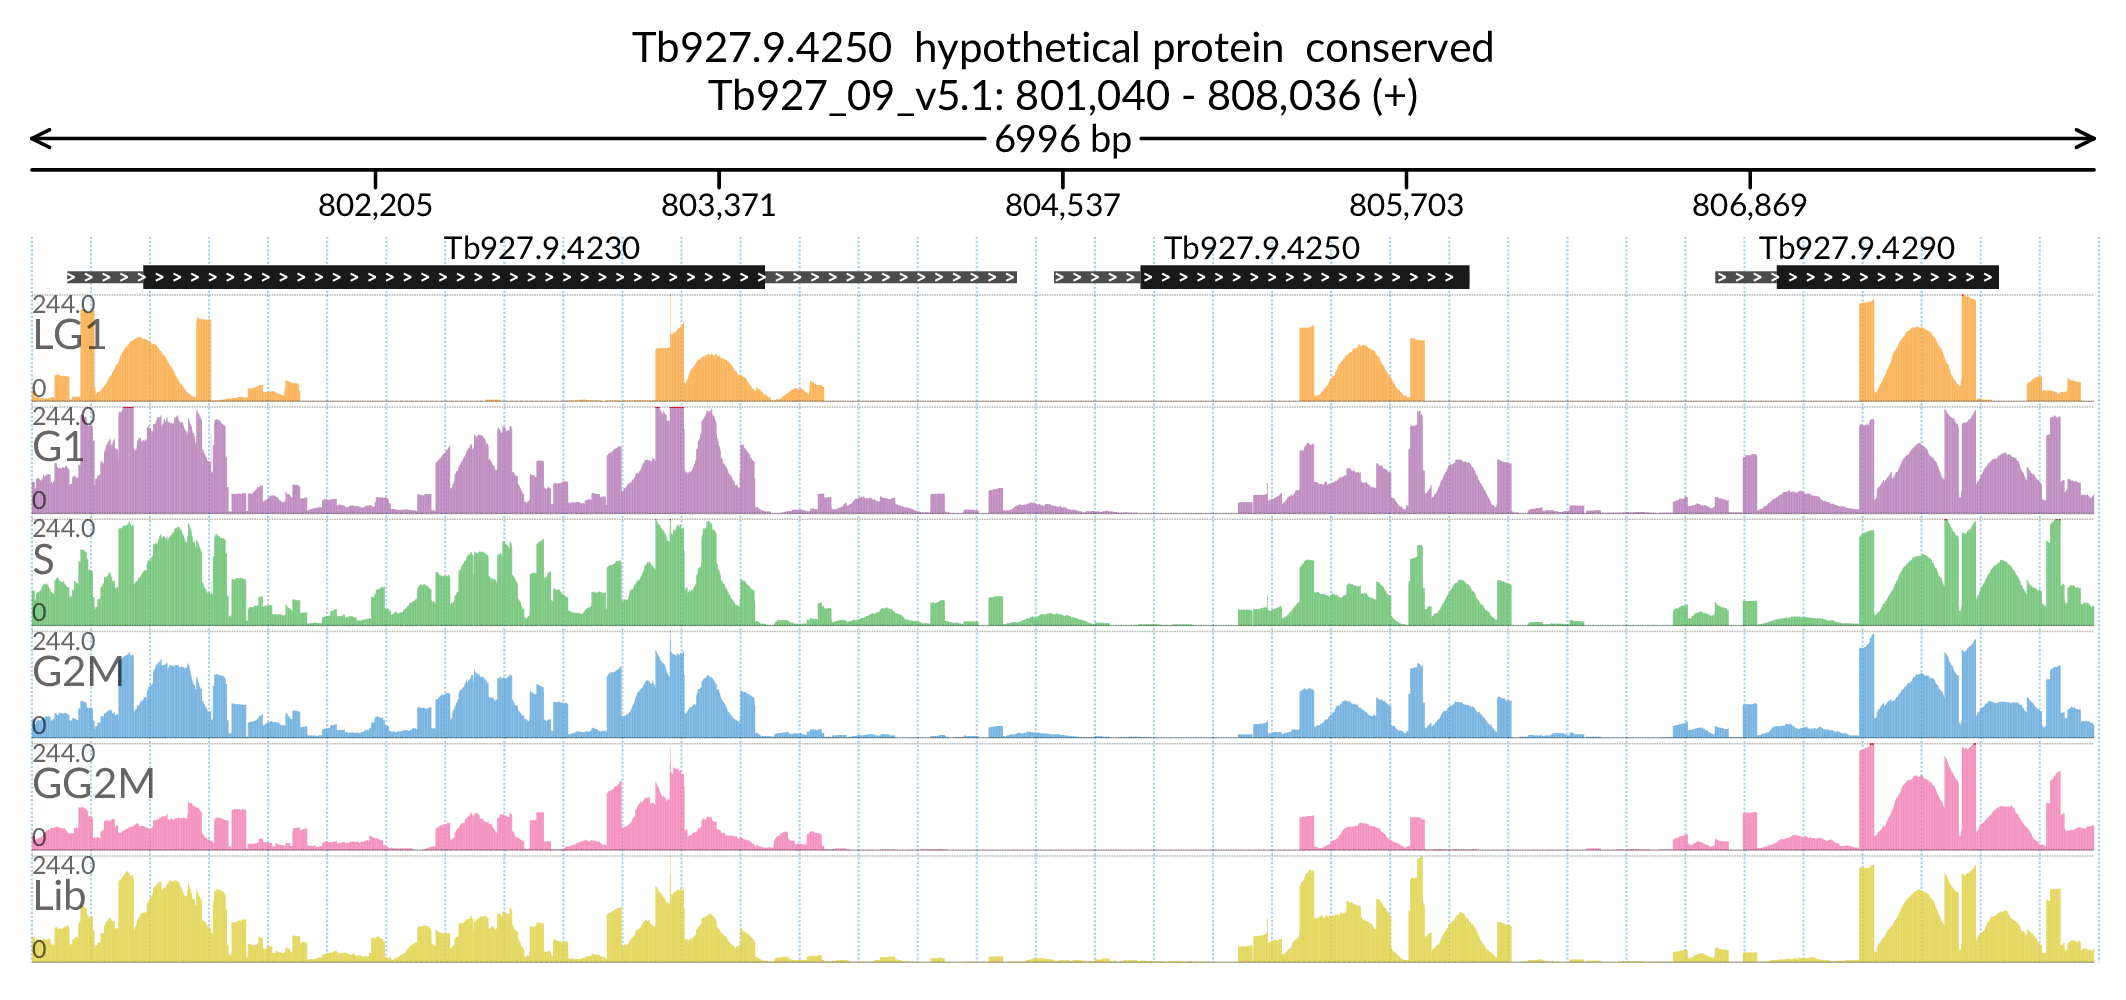 Tb927.9.4250  hypothetical protein  conserved
Tb927_09_v5.1: 801,040 - 808,036 (+)
6996 bp
802,205 803,371 804,537 805,703 806,869
Tb927.9.4230 Tb927.9.4250 Tb927.9.4290
244.0
LG1
0
244.0
G1
0
244.0
S
0
244.0
G2M
0
244.0
GG2M
0
244.0
Lib
0